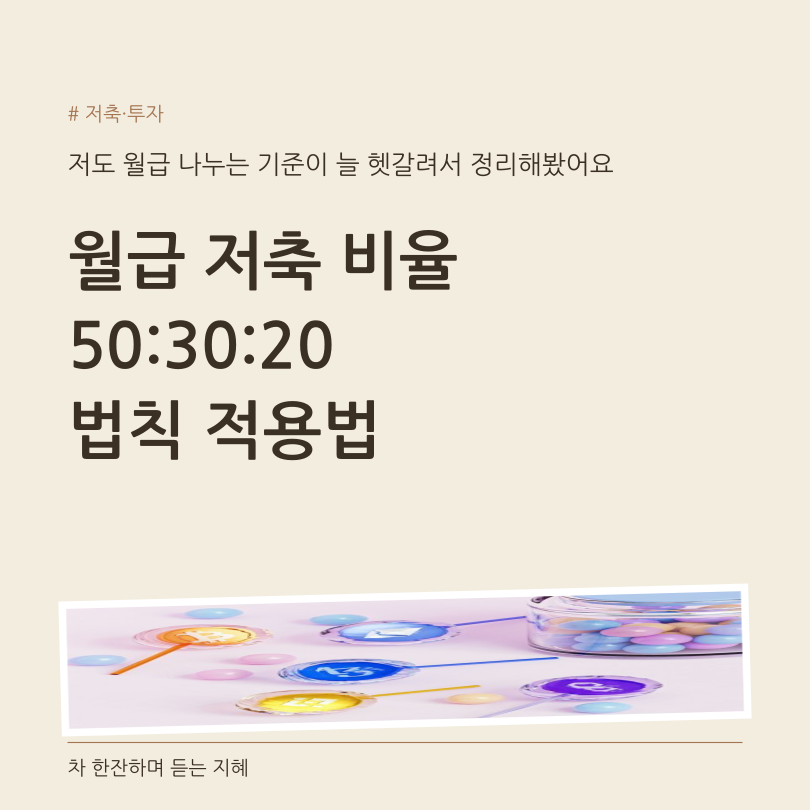 # 저축·투자
저도 월급 나누는 기준이 늘 헷갈려서 정리해봤어요
월급 저축 비율
50:30:20
법칙 적용법
차 한잔하며 듣는 지혜